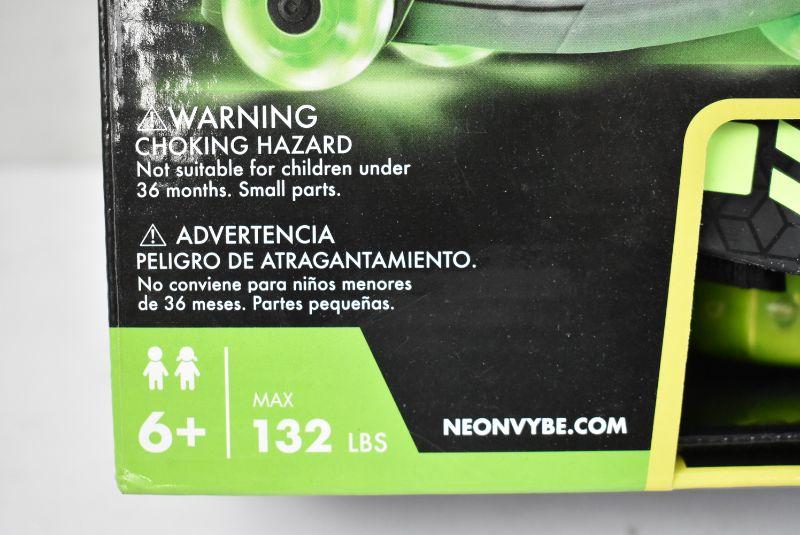 ⚠WARNING
CHOKING HAZARD
Not suitable for children under
36 months. Small parts.
⚠ ADVERTENCIA
PELIGRO DE ATRAGANTAMIENTO.
No conviene para niños menores
de 36 meses. Partes pequeñas.
6+
MAX
132 LBS
NEONVYBE.COM